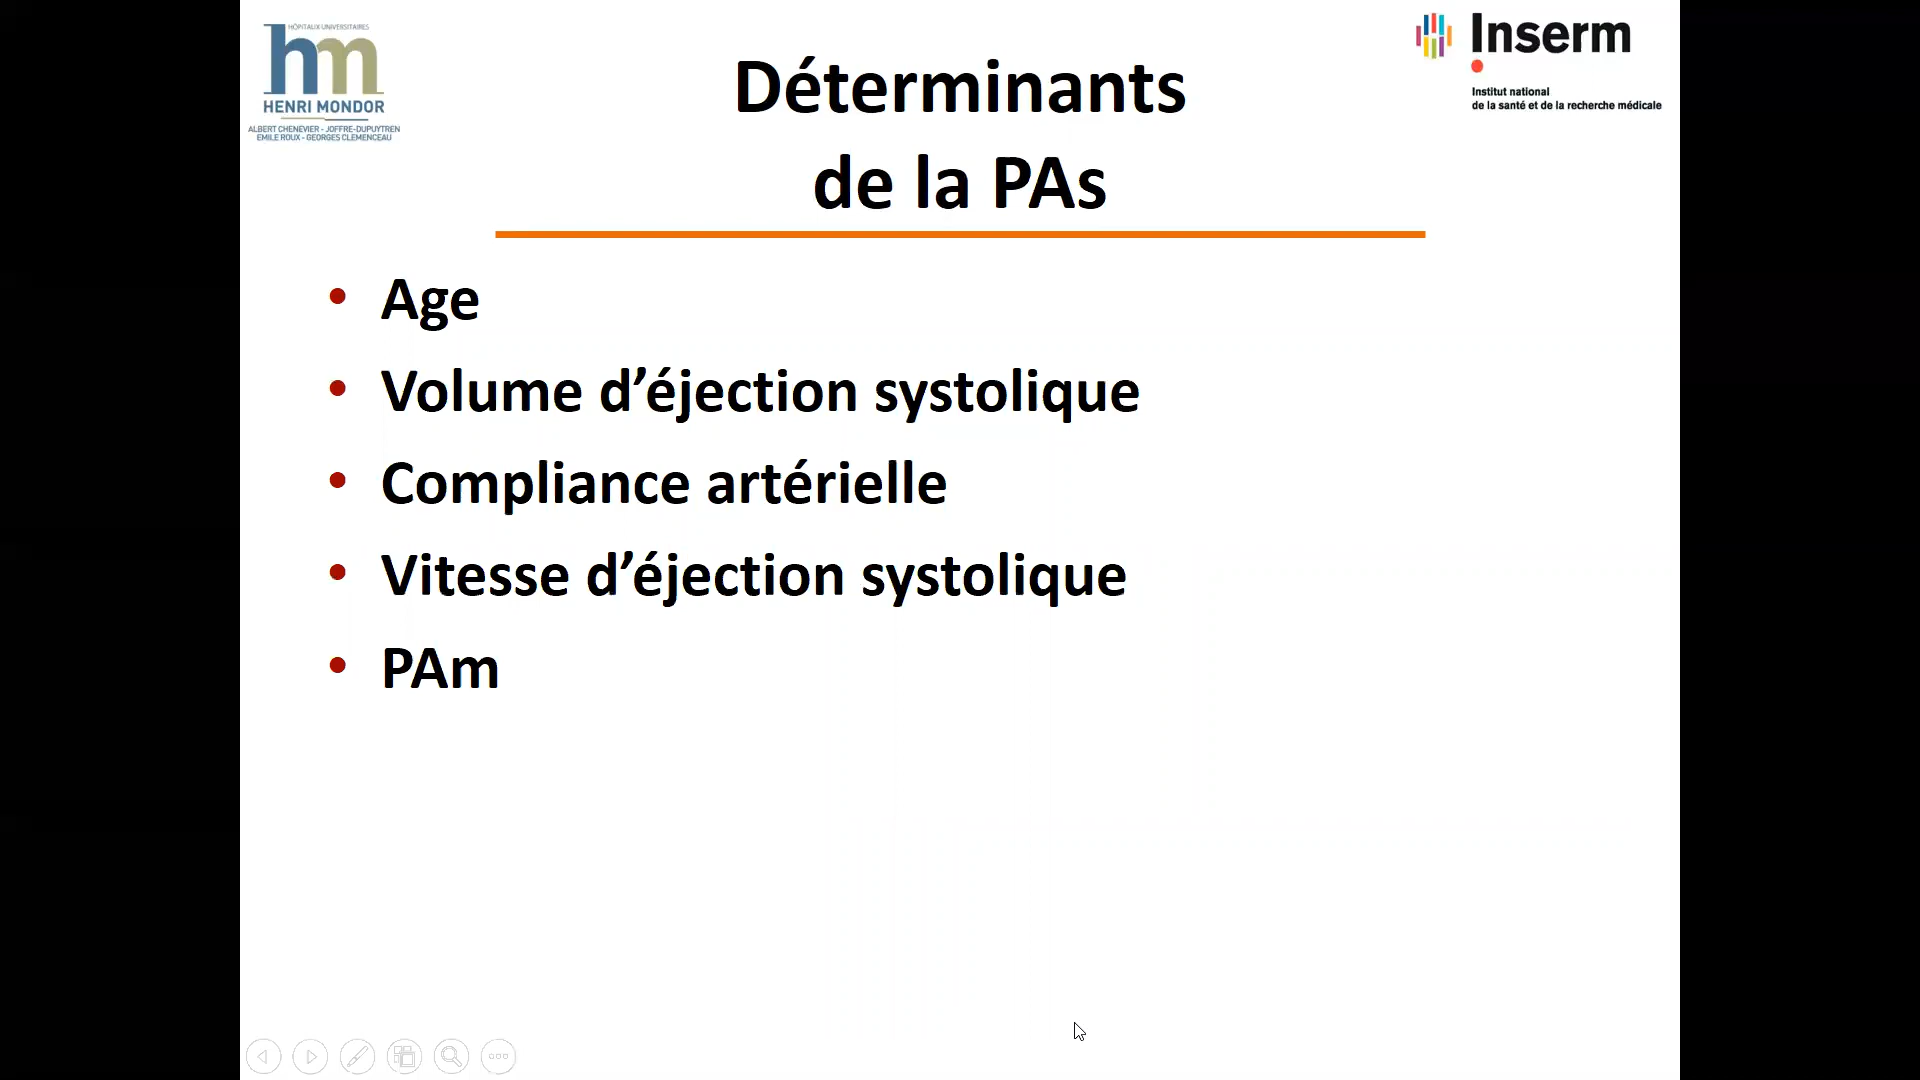 HÔPITAUX UNIVERSITAIRES
hm
HENRI MONDOR
ALBERT CHENEVIER - JOFFRE-DUPUYTREN
EMILE ROUX - GEORGES CLEMENCEAU
Inserm
Institut national
de la santé et de la recherche médicale
Déterminants
de la PAs
• Age
• Volume d’éjection systolique
• Compliance artérielle
• Vitesse d’éjection systolique
• PAm